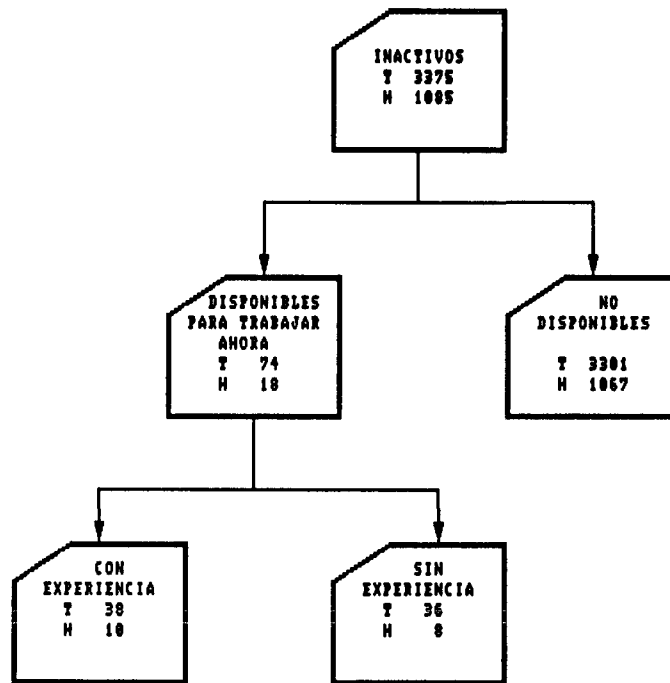 INACTIVOS
T 3375
H 1085
DISPONIBLES
PARA TRABAJAR
AHORA
T 74
H 18
NO
DISPONIBLES
T 3301
H 1067
CON
EXPERIENCIA
T 38
H 10
SIN
EXPERIENCIA
T 36
H 8